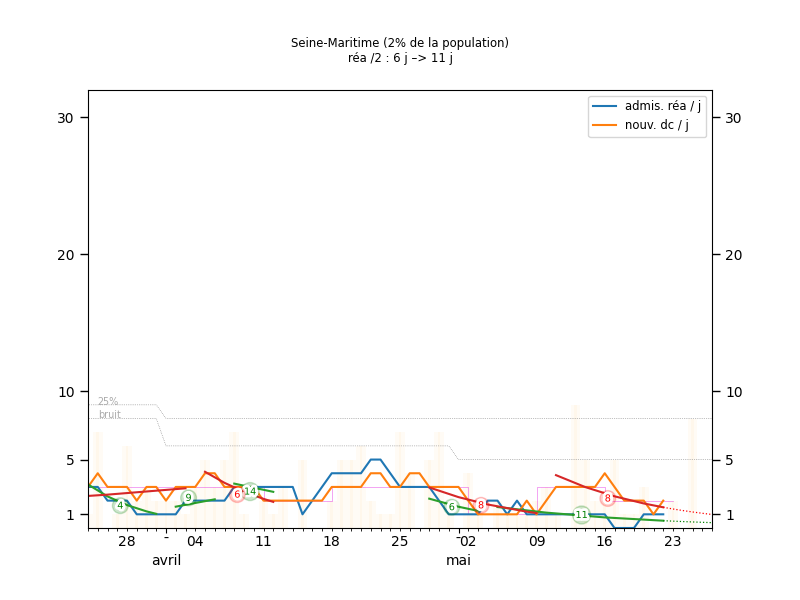 Seine-Maritime (2% de la population)
réa /2 : 6 j –> 11 j
admis. réa / j
nouv. dc / j
30 30
20 20
10 10
25%
bruit
5 5
1 1
4 9 6 14 6 8 11 8
28 - 04 11 18 25 02 09 16 23
avril mai